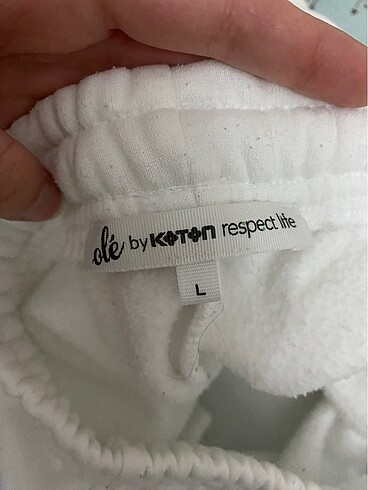 olé by KOTON respect life
L